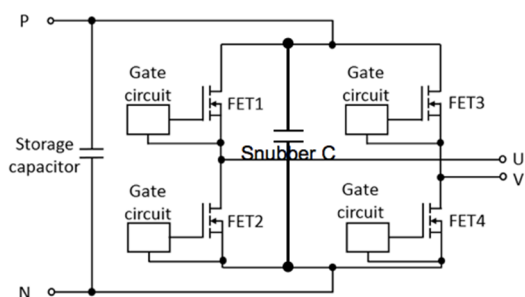 P
Gate
circuit
FET1
Gate
circuit
FET3
Storage
capacitor
Snubber C
U
V
Gate
circuit
FET2
Gate
circuit
FET4
N